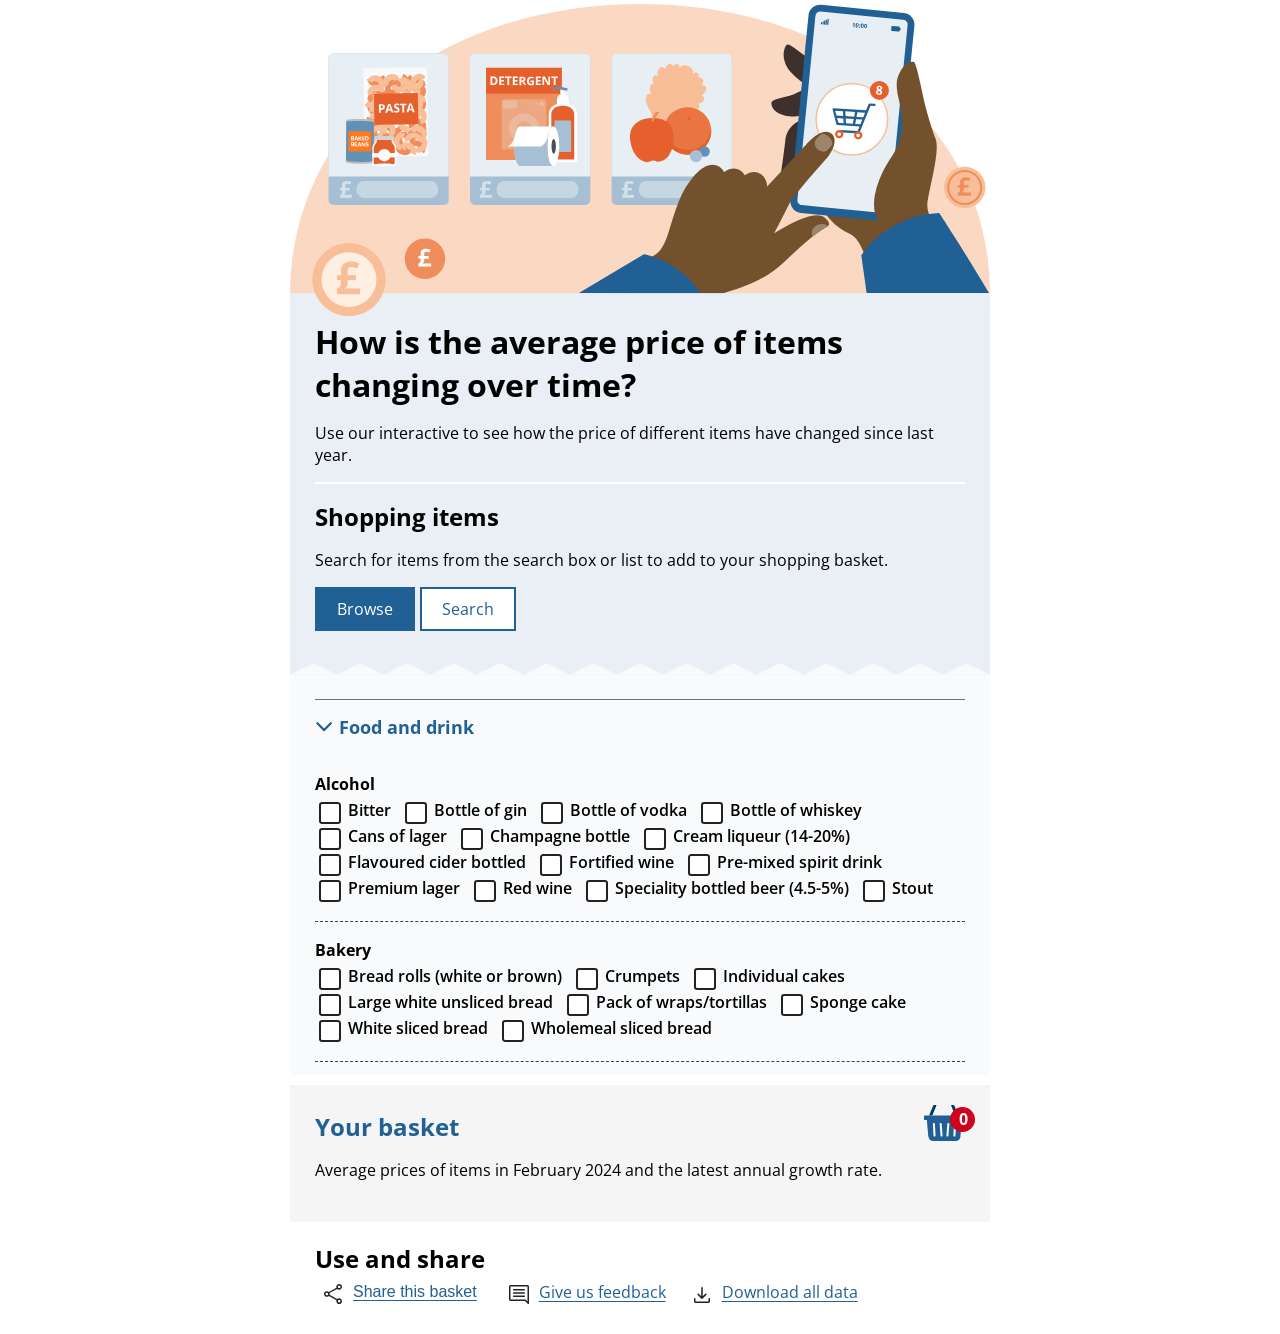 10:00
8
DETERGENT
PASTA
BAKED
BEANS
£
£
£
£
£
£
How is the average price of items
changing over time?
Use our interactive to see how the price of different items have changed since last
year.
Shopping items
Search for items from the search box or list to add to your shopping basket.
Browse Search
Food and drink
Alcohol
Bitter Bottle of gin Bottle of vodka Bottle of whiskey
Cans of lager Champagne bottle Cream liqueur (14-20%)
Flavoured cider bottled Fortified wine Pre-mixed spirit drink
Premium lager Red wine Speciality bottled beer (4.5-5%) Stout
Bakery
Bread rolls (white or brown) Crumpets Individual cakes
Large white unsliced bread Pack of wraps/tortillas Sponge cake
White sliced bread Wholemeal sliced bread
Your basket 0
Average prices of items in February 2024 and the latest annual growth rate.
Use and share
Share this basket Give us feedback Download all data